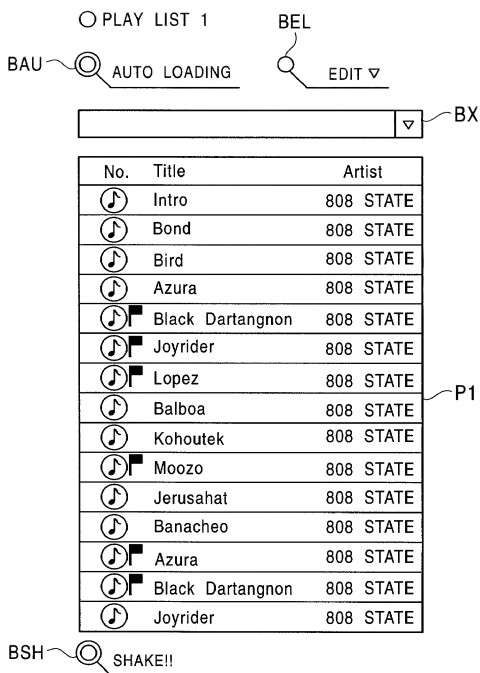 PLAY LIST 1
BEL
BAU
AUTO LOADING
EDIT
BX
No. Title Artist
Intro 808 STATE
Bond 808 STATE
Bird 808 STATE
Azura 808 STATE
Black Dartangnon 808 STATE
Joyrider 808 STATE
Lopez 808 STATE
P1
Balboa 808 STATE
Kohoutek 808 STATE
Moozo 808 STATE
Jerusahat 808 STATE
Banacheo 808 STATE
Azura 808 STATE
Black Dartangnon 808 STATE
Joyrider 808 STATE
BSH
SHAKE!!